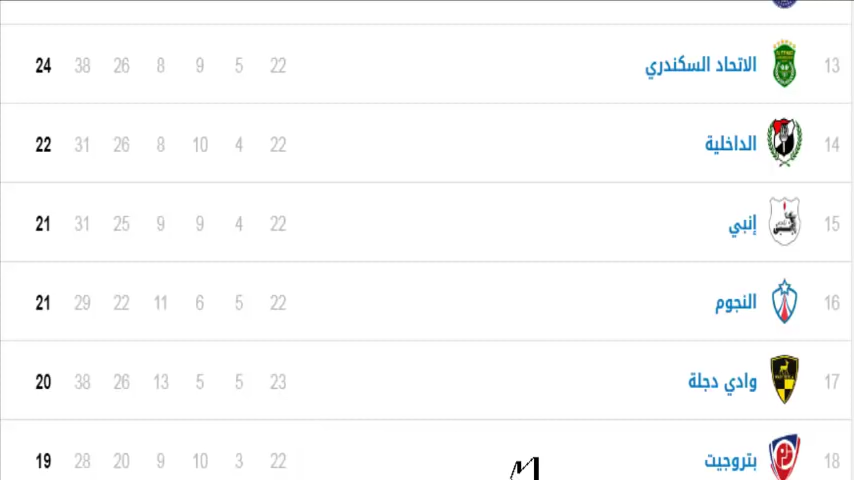 13 الاتحاد السكندري 22 5 9 8 26 38 24
14 الداخلية 22 4 10 8 26 31 22
15 إنبي 22 4 9 9 25 31 21
16 النجوم 22 5 6 11 22 29 21
17 وادي دجلة 23 5 5 13 26 38 20
18 بتروجيت 22 3 10 9 20 28 19